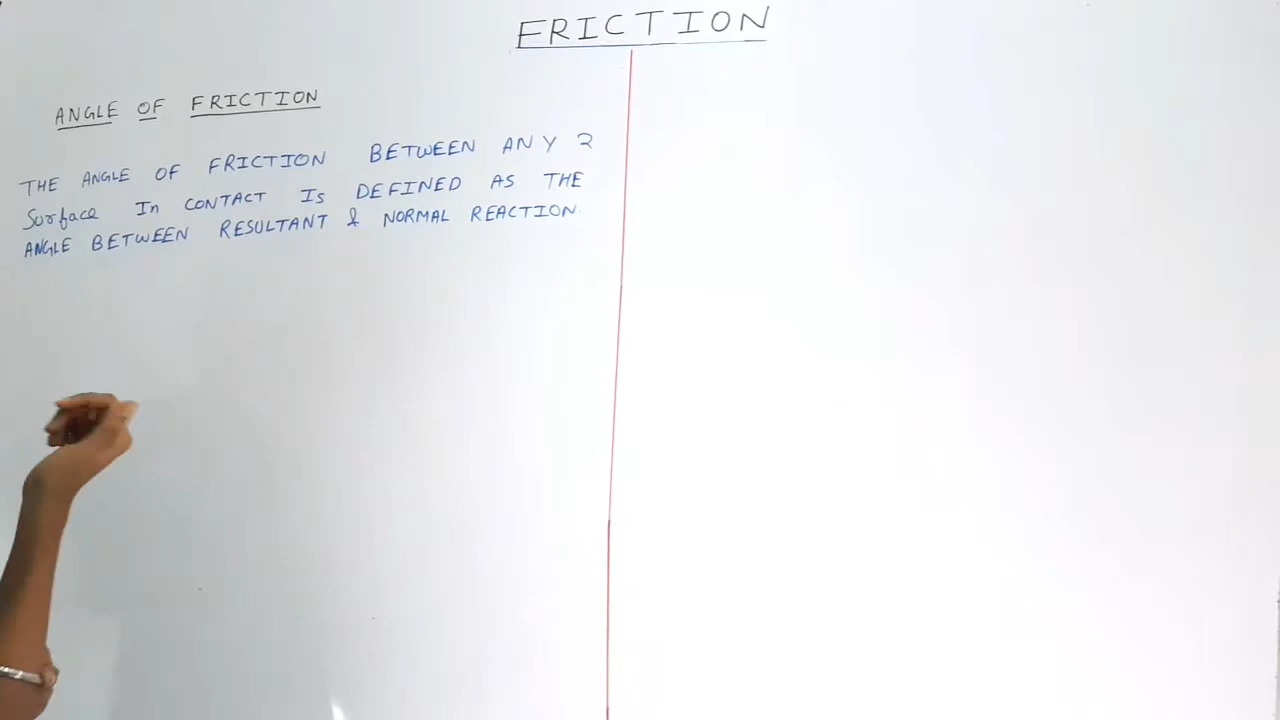 FRICTION
ANGLE OF FRICTION
THE ANGLE OF FRICTION BETWEEN ANY 2
Surface In CONTACT Is DEFINED AS THE
ANGLE BETWEEN RESULTANT & NORMAL REACTION.